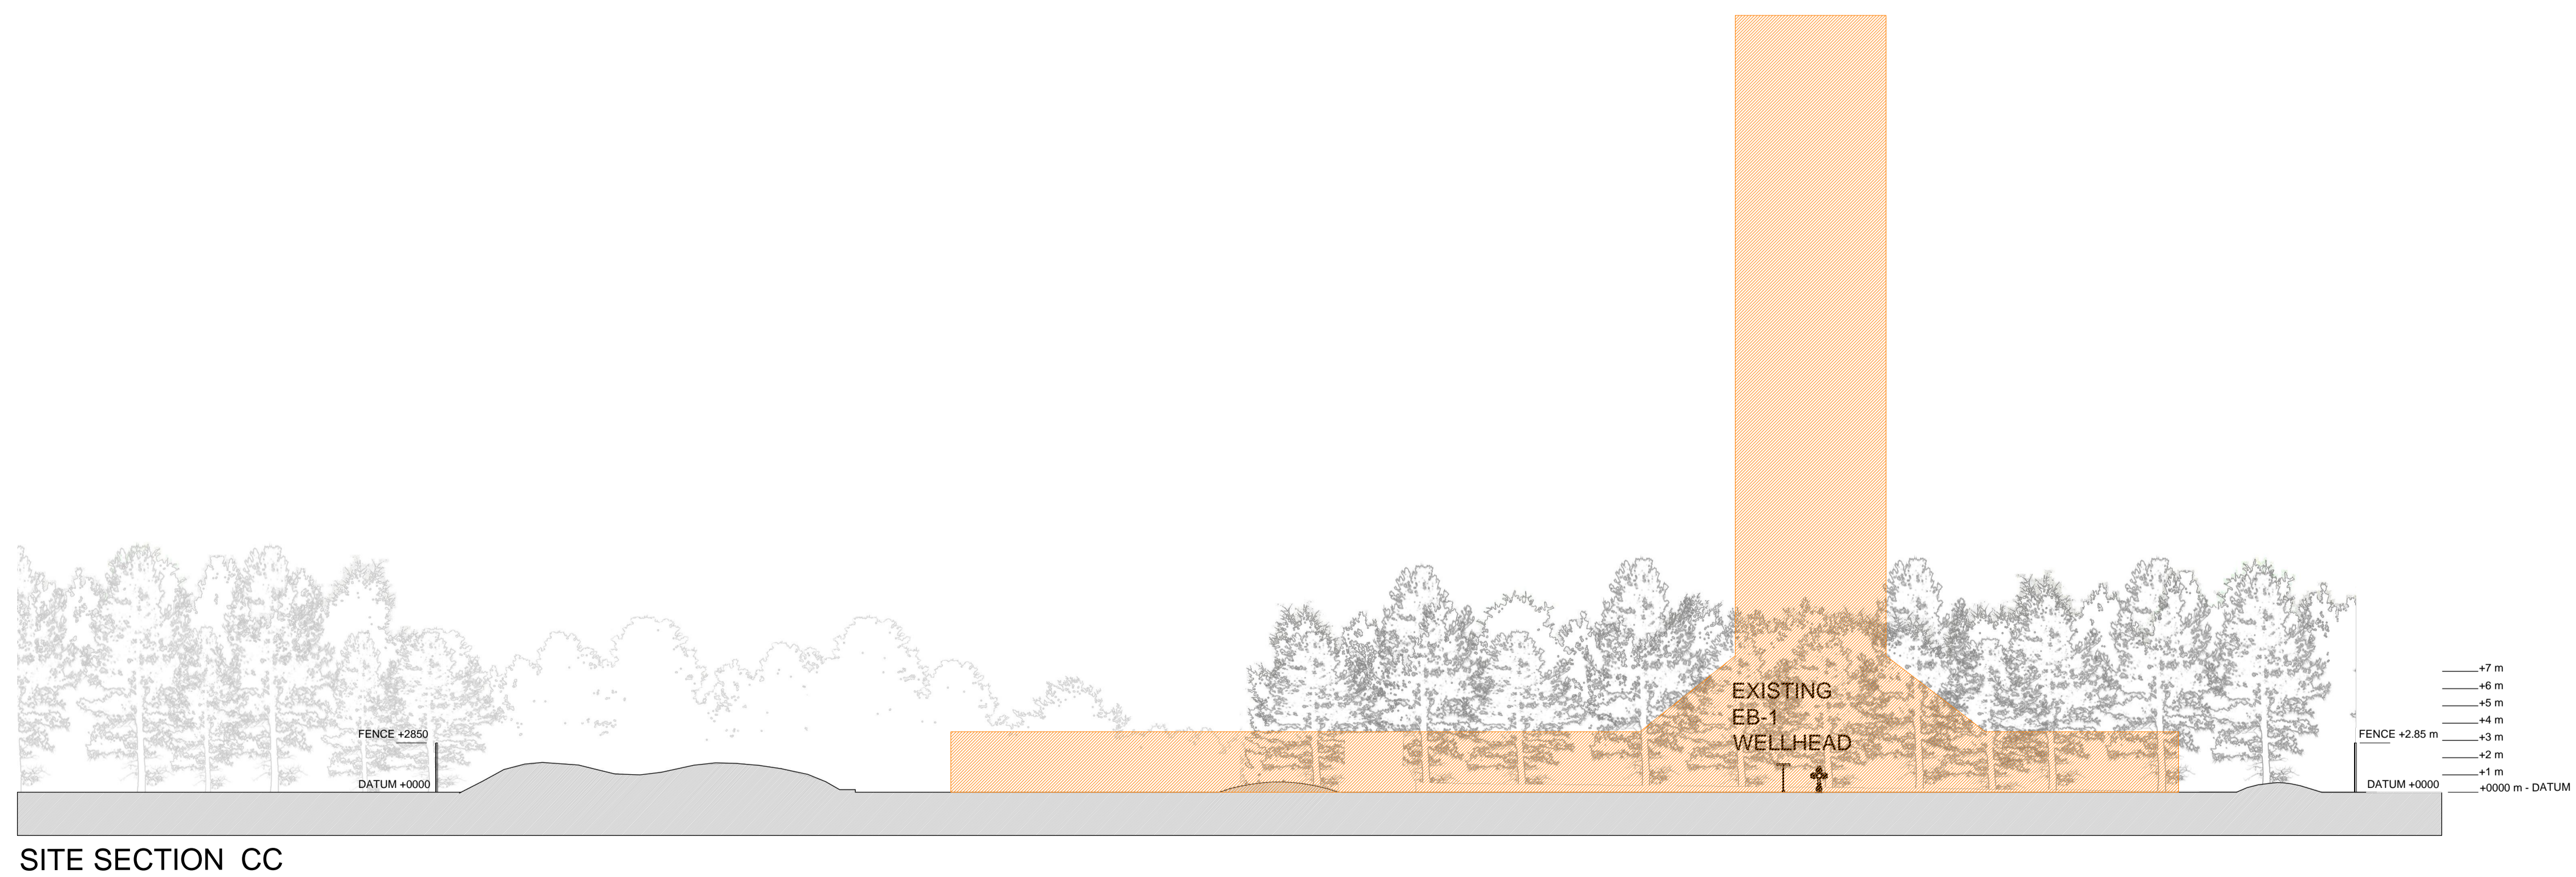 EXISTING
EB-1
WELLHEAD
FENCE +2850
DATUM +0000
+7 m
+6 m
+5 m
+4 m
+3 m
+2 m
+1 m
+0000 m - DATUM
FENCE +2.85 m
DATUM +0000
SITE SECTION CC